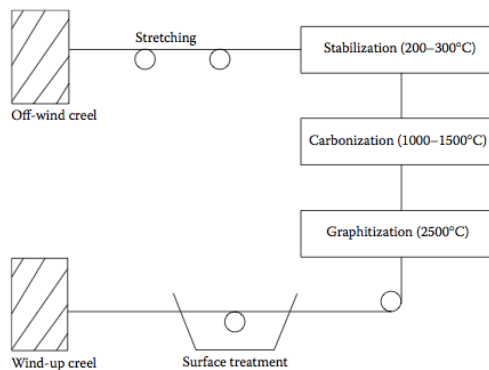 Stretching
Stabilization (200–300°C)
Off-wind creel
Carbonization (1000–1500°C)
Graphitization (2500°C)
Wind-up creel
Surface treatment